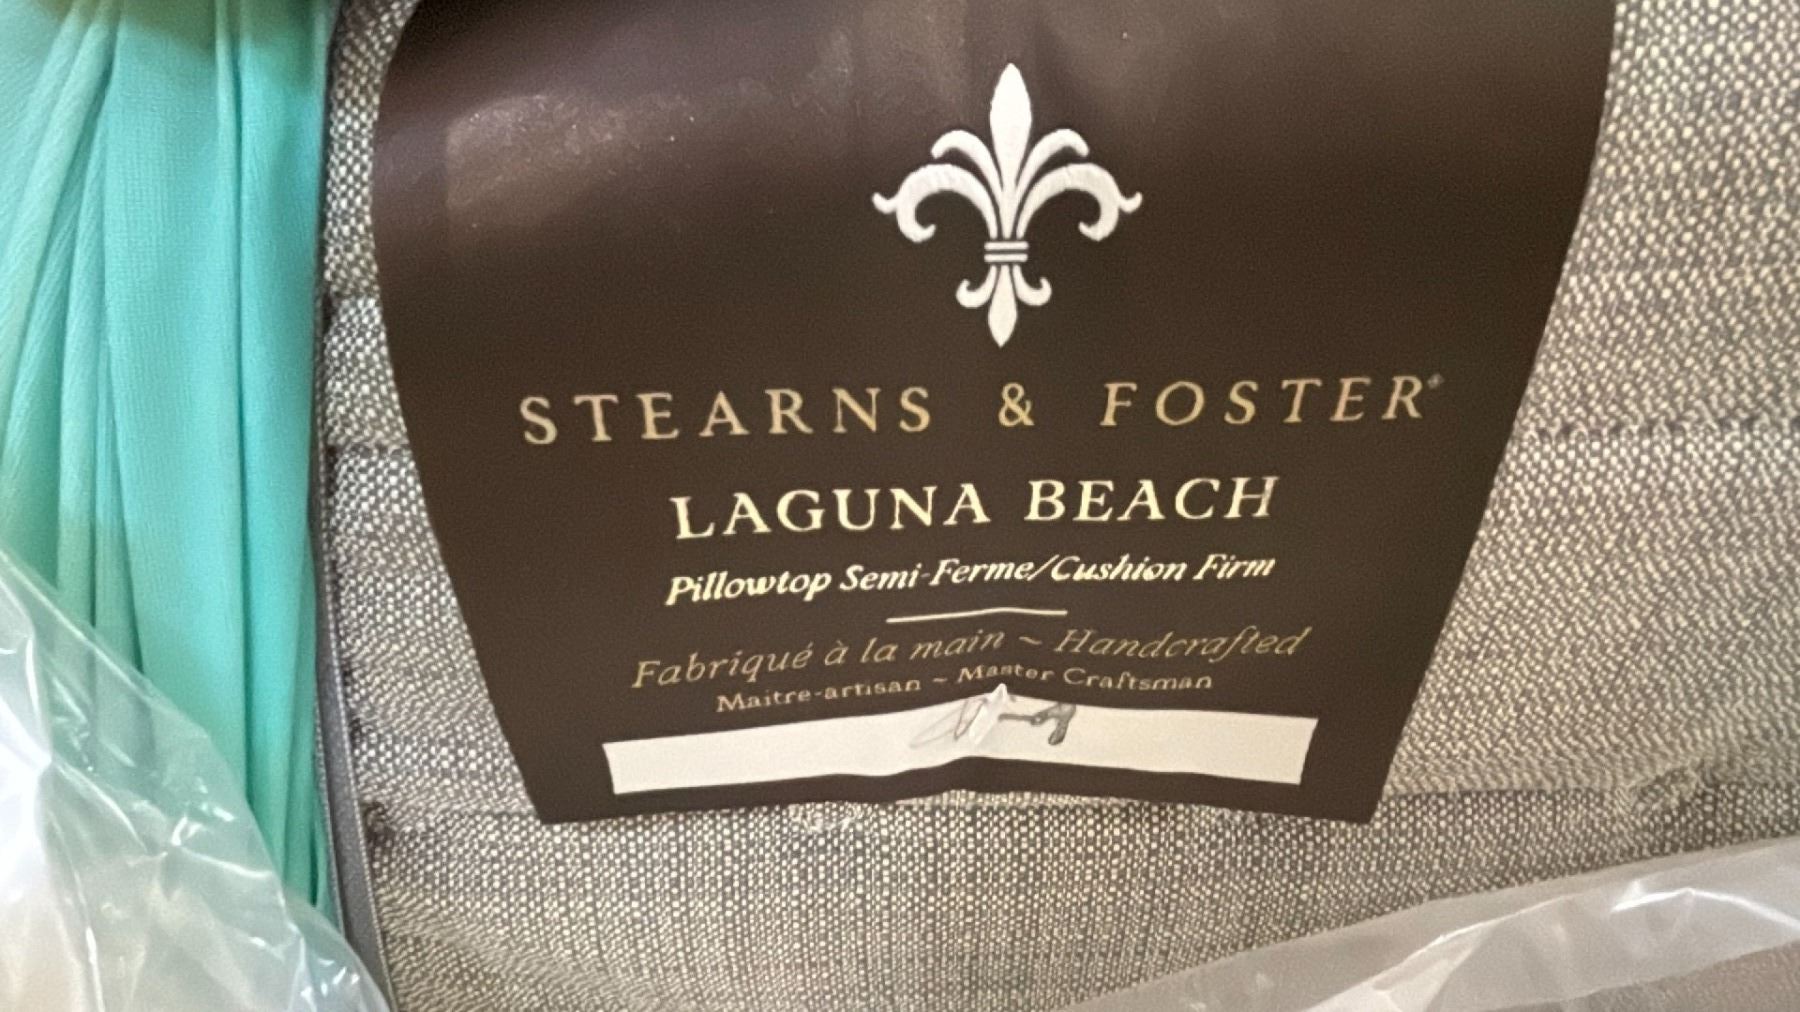 STEARNS & FOSTER®
LAGUNA BEACH
Pillowtop Semi-Ferme/Cushion Firm
Fabriqué à la main ~ Handcrafted
Maitre-artisan ~ Master Craftsman